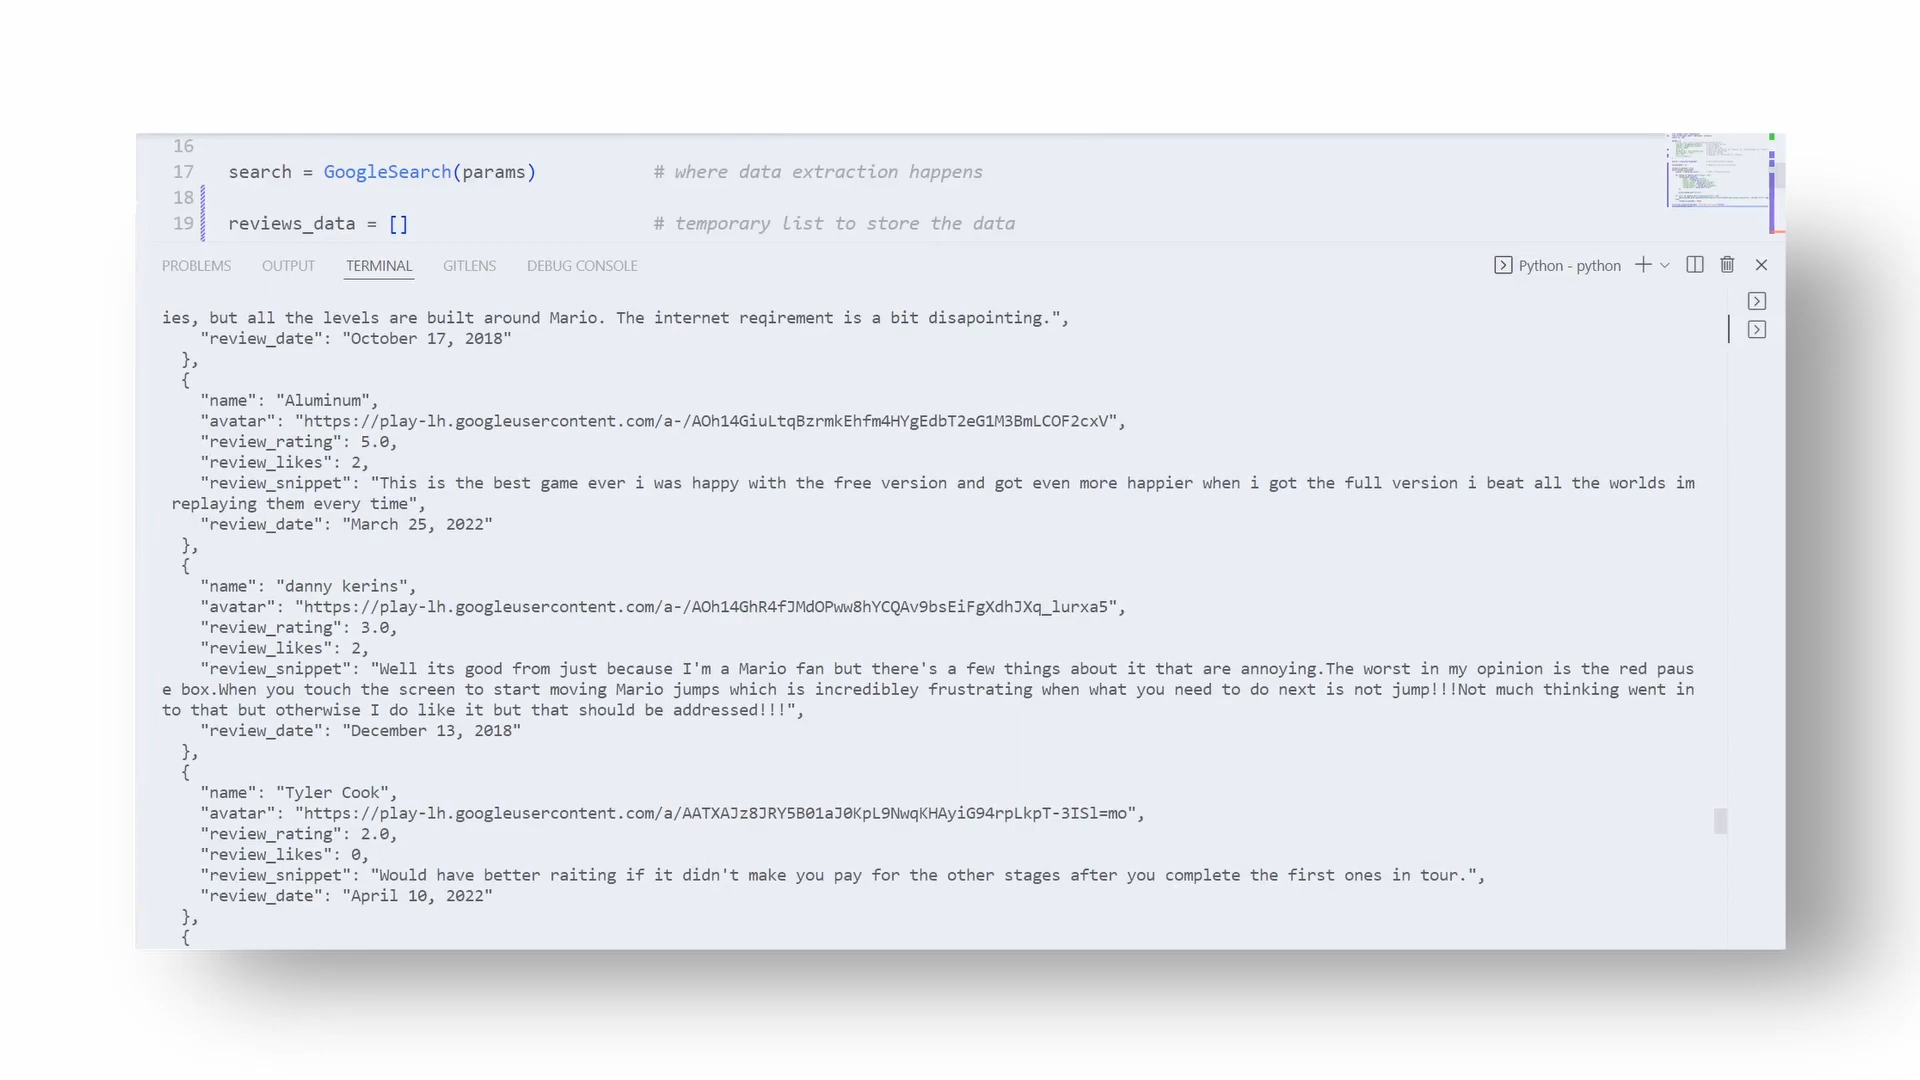 16
17 search = GoogleSearch(params) # where data extraction happens
18
19 reviews_data = [] # temporary list to store the data
PROBLEMS OUTPUT TERMINAL GITLENS DEBUG CONSOLE Python - python
ies, but all the levels are built around Mario. The internet reqirement is a bit disapointing.",
"review_date": "October 17, 2018"
},
{
"name": "Aluminum",
"avatar": "https://play-lh.googleusercontent.com/a-/AOh14GiuLtqBzrmkEhfm4HYgEdbT2eG1M3BmLCOF2cxV",
"review_rating": 5.0,
"review_likes": 2,
"review_snippet": "This is the best game ever i was happy with the free version and got even more happier when i got the full version i beat all the worlds im
replaying them every time",
"review_date": "March 25, 2022"
},
{
"name": "danny kerins",
"avatar": "https://play-lh.googleusercontent.com/a-/AOh14GhR4fJMdOPww8hYCQAv9bsEiFgXdhJXq_lurxa5",
"review_rating": 3.0,
"review_likes": 2,
"review_snippet": "Well its good from just because I'm a Mario fan but there's a few things about it that are annoying.The worst in my opinion is the red paus
e box.When you touch the screen to start moving Mario jumps which is incredibley frustrating when what you need to do next is not jump!!!Not much thinking went in
to that but otherwise I do like it but that should be addressed!!!",
"review_date": "December 13, 2018"
},
{
"name": "Tyler Cook",
"avatar": "https://play-lh.googleusercontent.com/a/AATXAJz8JRY5B01aJ0KpL9NwqKHAyiG94rpLkpT-3ISl=mo",
"review_rating": 2.0,
"review_likes": 0,
"review_snippet": "Would have better raiting if it didn't make you pay for the other stages after you complete the first ones in tour.",
"review_date": "April 10, 2022"
},
{